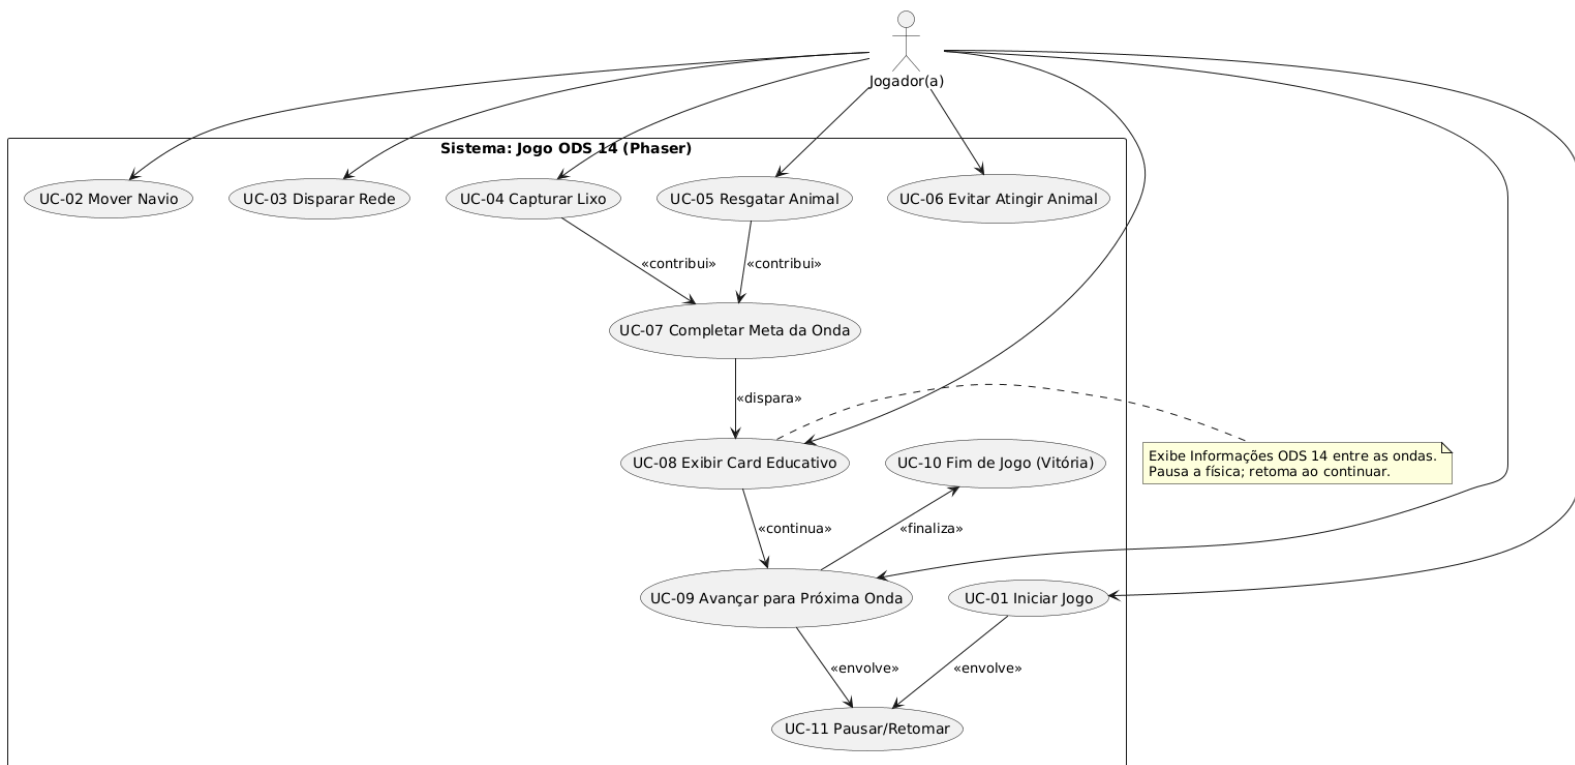 Jogador(a)
Sistema: Jogo ODS 14 (Phaser)
UC-02 Mover Navio
UC-03 Disparar Rede
UC-04 Capturar Lixo
UC-05 Resgatar Animal
UC-06 Evitar Atingir Animal
«contribui»
«contribui»
UC-07 Completar Meta da Onda
«dispara»
UC-08 Exibir Card Educativo
UC-10 Fim de Jogo (Vitória)
Exibe Informações ODS 14 entre as ondas.
Pausa a física; retoma ao continuar.
«continua»
«finaliza»
UC-09 Avançar para Próxima Onda
UC-01 Iniciar Jogo
«envolve»
«envolve»
UC-11 Pausar/Retomar